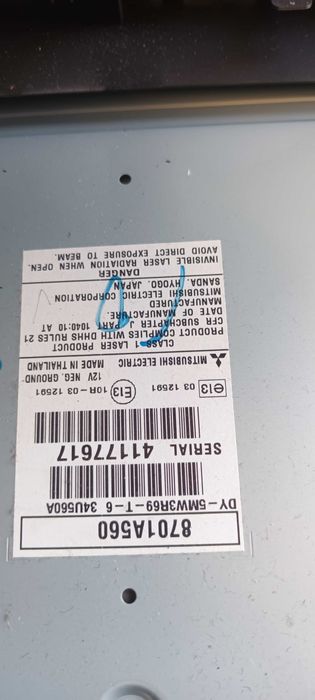 8701A560
DY-5MW3R69-T-6 34U560A
SERIAL 41177617
e13 03 12591 E13 10R-03 12591
12V NEG. GROUND
MITSUBISHI ELECTRIC MADE IN THAILAND
CLASS 1 LASER PRODUCT
PRODUCT COMPLIES WITH DHHS RULES 21
CFR SUBCHAPTER J PART 1040.10 AT
DATE OF MANUFACTURE.
MANUFACTURED
MITSUBISHI ELECTRIC CORPORATION
SANDA, HYOGO, JAPAN
DANGER
INVISIBLE LASER RADIATION WHEN OPEN.
AVOID DIRECT EXPOSURE TO BEAM.